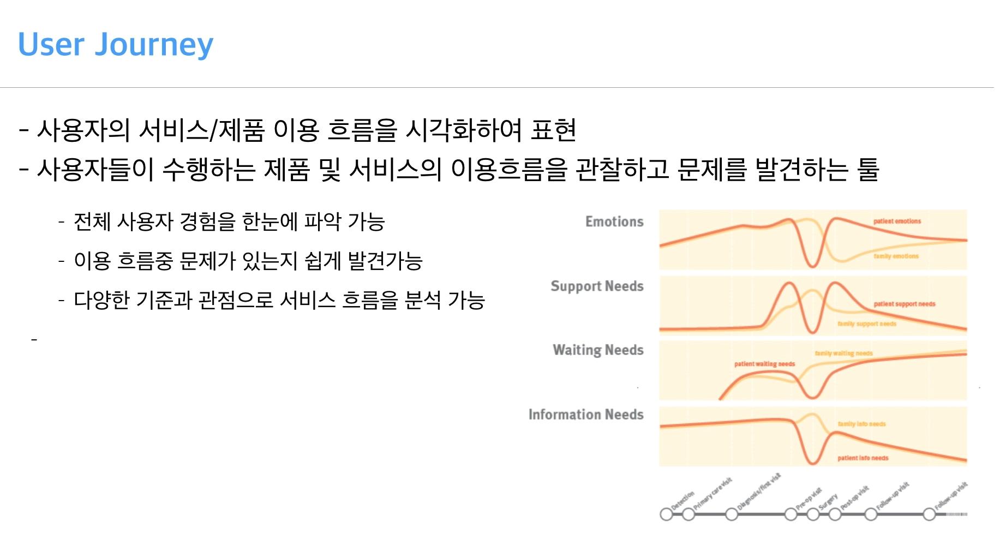 User Journey
- 사용자의 서비스/제품 이용 흐름을 시각화하여 표현
- 사용자들이 수행하는 제품 및 서비스의 이용흐름을 관찰하고 문제를 발견하는 툴
- 전체 사용자 경험을 한눈에 파악 가능
- 이용 흐름중 문제가 있는지 쉽게 발견가능
- 다양한 기준과 관점으로 서비스 흐름을 분석 가능
-
Emotions
patient emotions
family emotions
Support Needs
patient support needs
family support needs
Waiting Needs
family waiting needs
patient waiting needs
Information Needs
family info needs
patient info needs
Detection
Primary care visit
Diagnosis/first visit
Pre-op visit
Surgery
Post-op visit
Follow-up visit
Follow-up visit